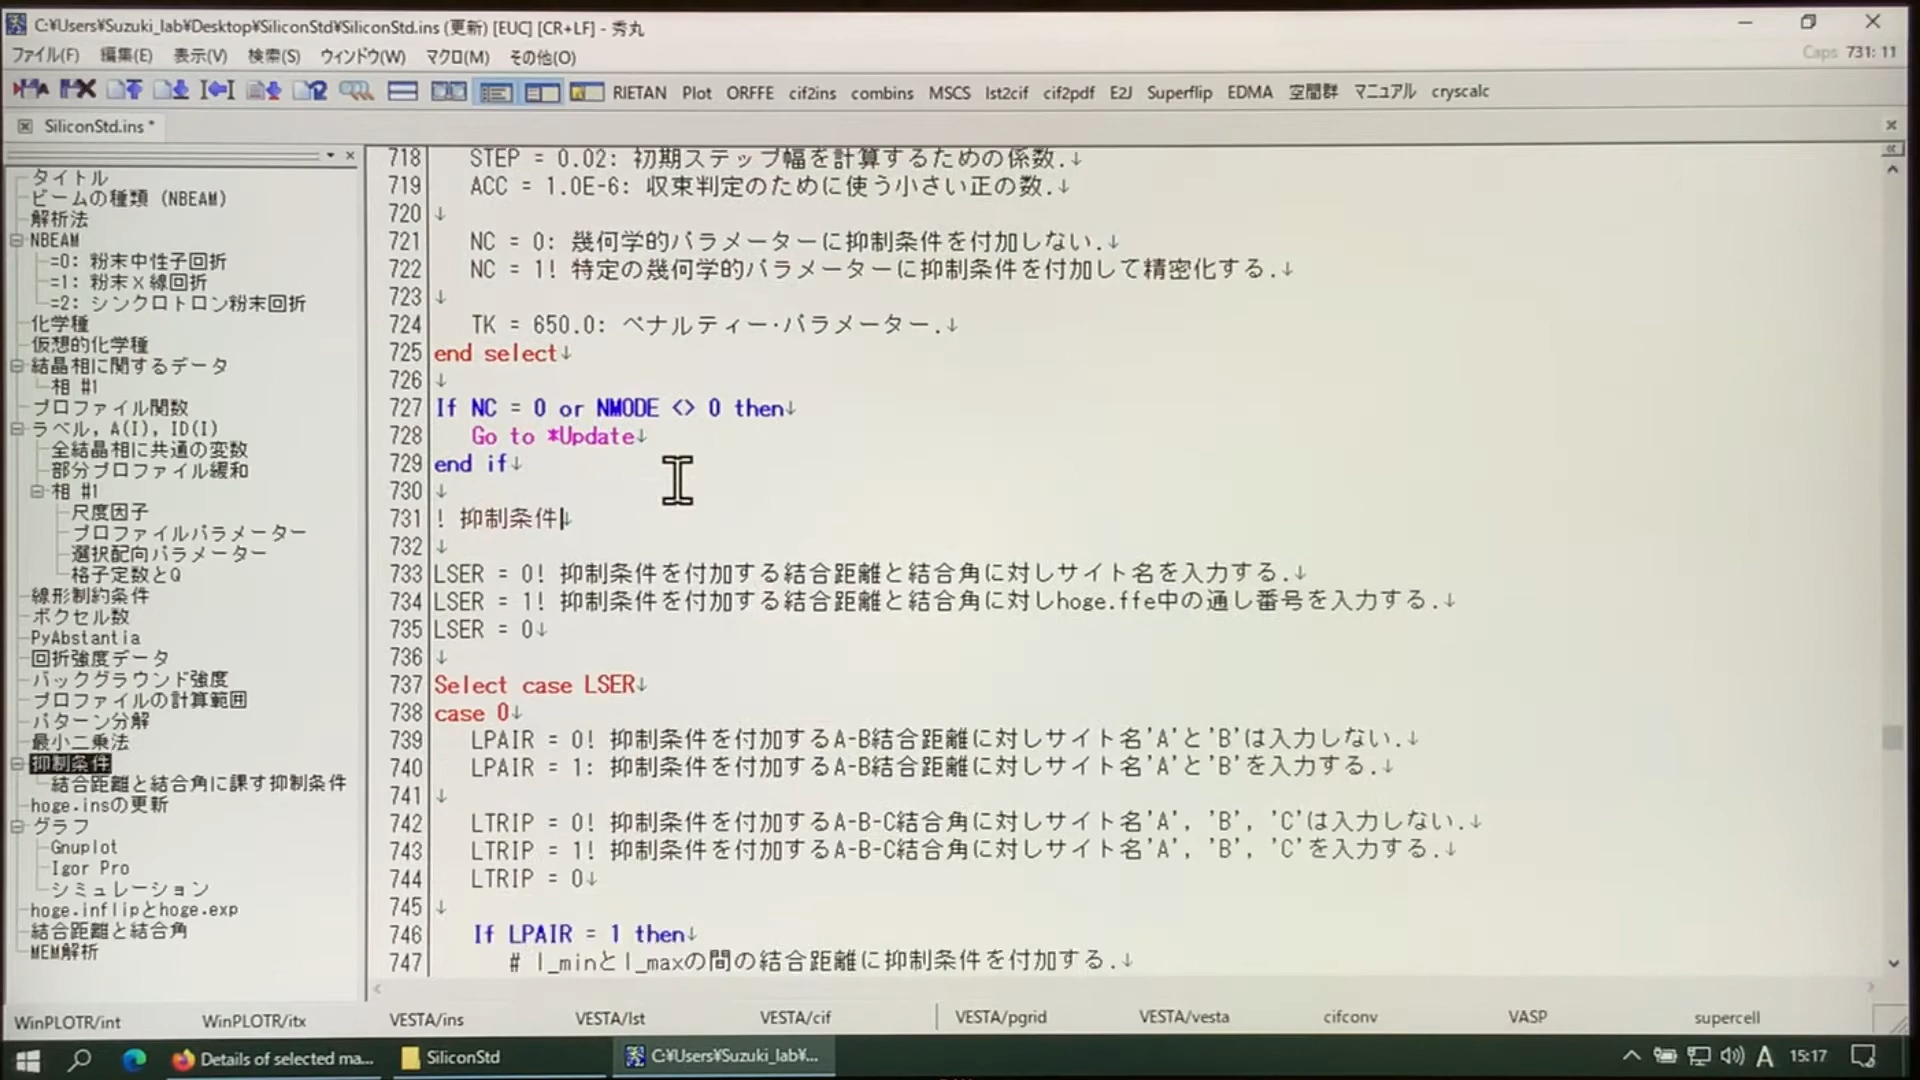 C:¥Users¥Suzuki_lab¥Desktop¥SiliconStd¥SiliconStd.ins (更新) [EUC] [CR+LF] - 秀丸
ファイル(F) 編集(E) 表示(V) 検索(S) ウィンドウ(W) マクロ(M) その他(O)
Caps 731: 11
RIETAN Plot ORFFE cif2ins combins MSCS lst2cif cif2pdf E2J Superflip EDMA 空間群 マニュアル cryscalc
SiliconStd.ins *
タイトル
ビームの種類 (NBEAM)
解析法
NBEAM
=0: 粉末中性子回折
=1: 粉末X線回折
=2: シンクロトロン粉末回折
化学種
仮想的化学種
結晶相に関するデータ
相 #1
プロファイル関数
ラベル, A(I), ID(I)
全結晶相に共通の変数
部分プロファイル緩和
相 #1
尺度因子
プロファイルパラメーター
選択配向パラメーター
格子定数とQ
線形制約条件
ボクセル数
PyAbstantia
回折強度データ
バックグラウンド強度
プロファイルの計算範囲
パターン分解
最小二乗法
抑制条件
結合距離と結合角に課す抑制条件
hoge.insの更新
グラフ
Gnuplot
Igor Pro
シミュレーション
hoge.inflipとhoge.exp
結合距離と結合角
MEM解析
718 STEP = 0.02: 初期ステップ幅を計算するための係数.↓
719 ACC = 1.0E-6: 収束判定のために使う小さい正の数.↓
720 ↓
721 NC = 0: 幾何学的パラメーターに抑制条件を付加しない.↓
722 NC = 1! 特定の幾何学的パラメーターに抑制条件を付加して精密化する.↓
723 ↓
724 TK = 650.0: ペナルティー・パラメーター.↓
725 end select↓
726 ↓
727 If NC = 0 or NMODE <> 0 then↓
728 Go to *Update↓
729 end if↓
730 ↓
731 ! 抑制条件↓
732 ↓
733 LSER = 0! 抑制条件を付加する結合距離と結合角に対しサイト名を入力する.↓
734 LSER = 1! 抑制条件を付加する結合距離と結合角に対しhoge.ffe中の通し番号を入力する.↓
735 LSER = 0↓
736 ↓
737 Select case LSER↓
738 case 0↓
739 LPAIR = 0! 抑制条件を付加するA-B結合距離に対しサイト名'A'と'B'は入力しない.↓
740 LPAIR = 1: 抑制条件を付加するA-B結合距離に対しサイト名'A'と'B'を入力する.↓
741 ↓
742 LTRIP = 0! 抑制条件を付加するA-B-C結合角に対しサイト名'A', 'B', 'C'は入力しない.↓
743 LTRIP = 1! 抑制条件を付加するA-B-C結合角に対しサイト名'A', 'B', 'C'を入力する.↓
744 LTRIP = 0↓
745 ↓
746 If LPAIR = 1 then↓
747 # l_minとl_maxの間の結合距離に抑制条件を付加する.↓
WinPLOTR/int WinPLOTR/itx VESTA/ins VESTA/lst VESTA/cif VESTA/pgrid VESTA/vesta cifconv VASP supercell
Details of selected ma... SiliconStd C:¥Users¥Suzuki_lab¥... A 15:17